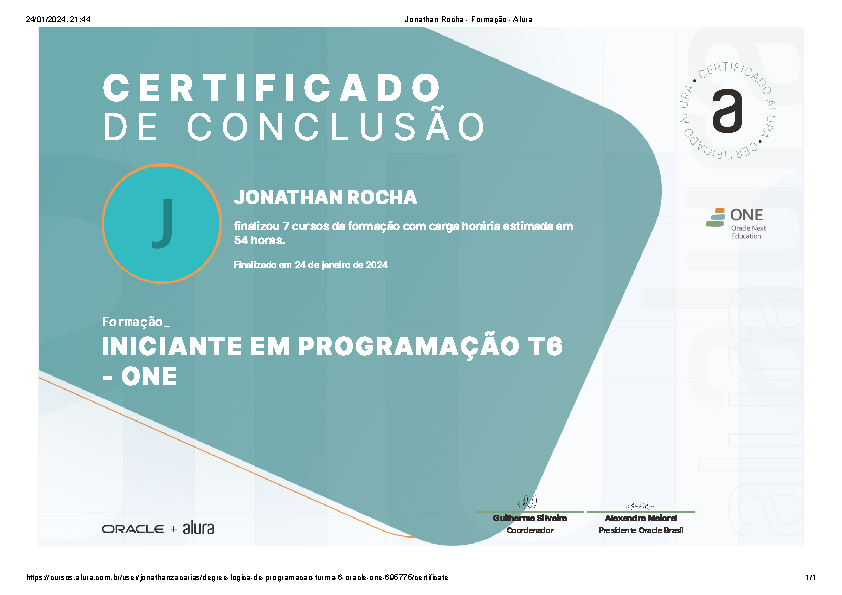 24/01/2024, 21:44
Jonathan Rocha - Formação - Alura
CERTIFICADO
DE CONCLUSÃO
CERTIFICADO ALURA • CERTIFICADO ALURA •
a
J
JONATHAN ROCHA
finalizou 7 cursos da formação com carga horária estimada em
54 horas.
Finalizado em 24 de janeiro de 2024
ONE
Oracle Next
Education
Formação_
INICIANTE EM PROGRAMAÇÃO T6
- ONE
alura
ORACLE + alura
Guilherme Silveira
Coordenador
Alexandre Maioral
Presidente Oracle Brasil
https://cursos.alura.com.br/user/jonathanzacarias/degree-logica-de-programacao-turma-6-oracle-one-695775/certificate
1/1